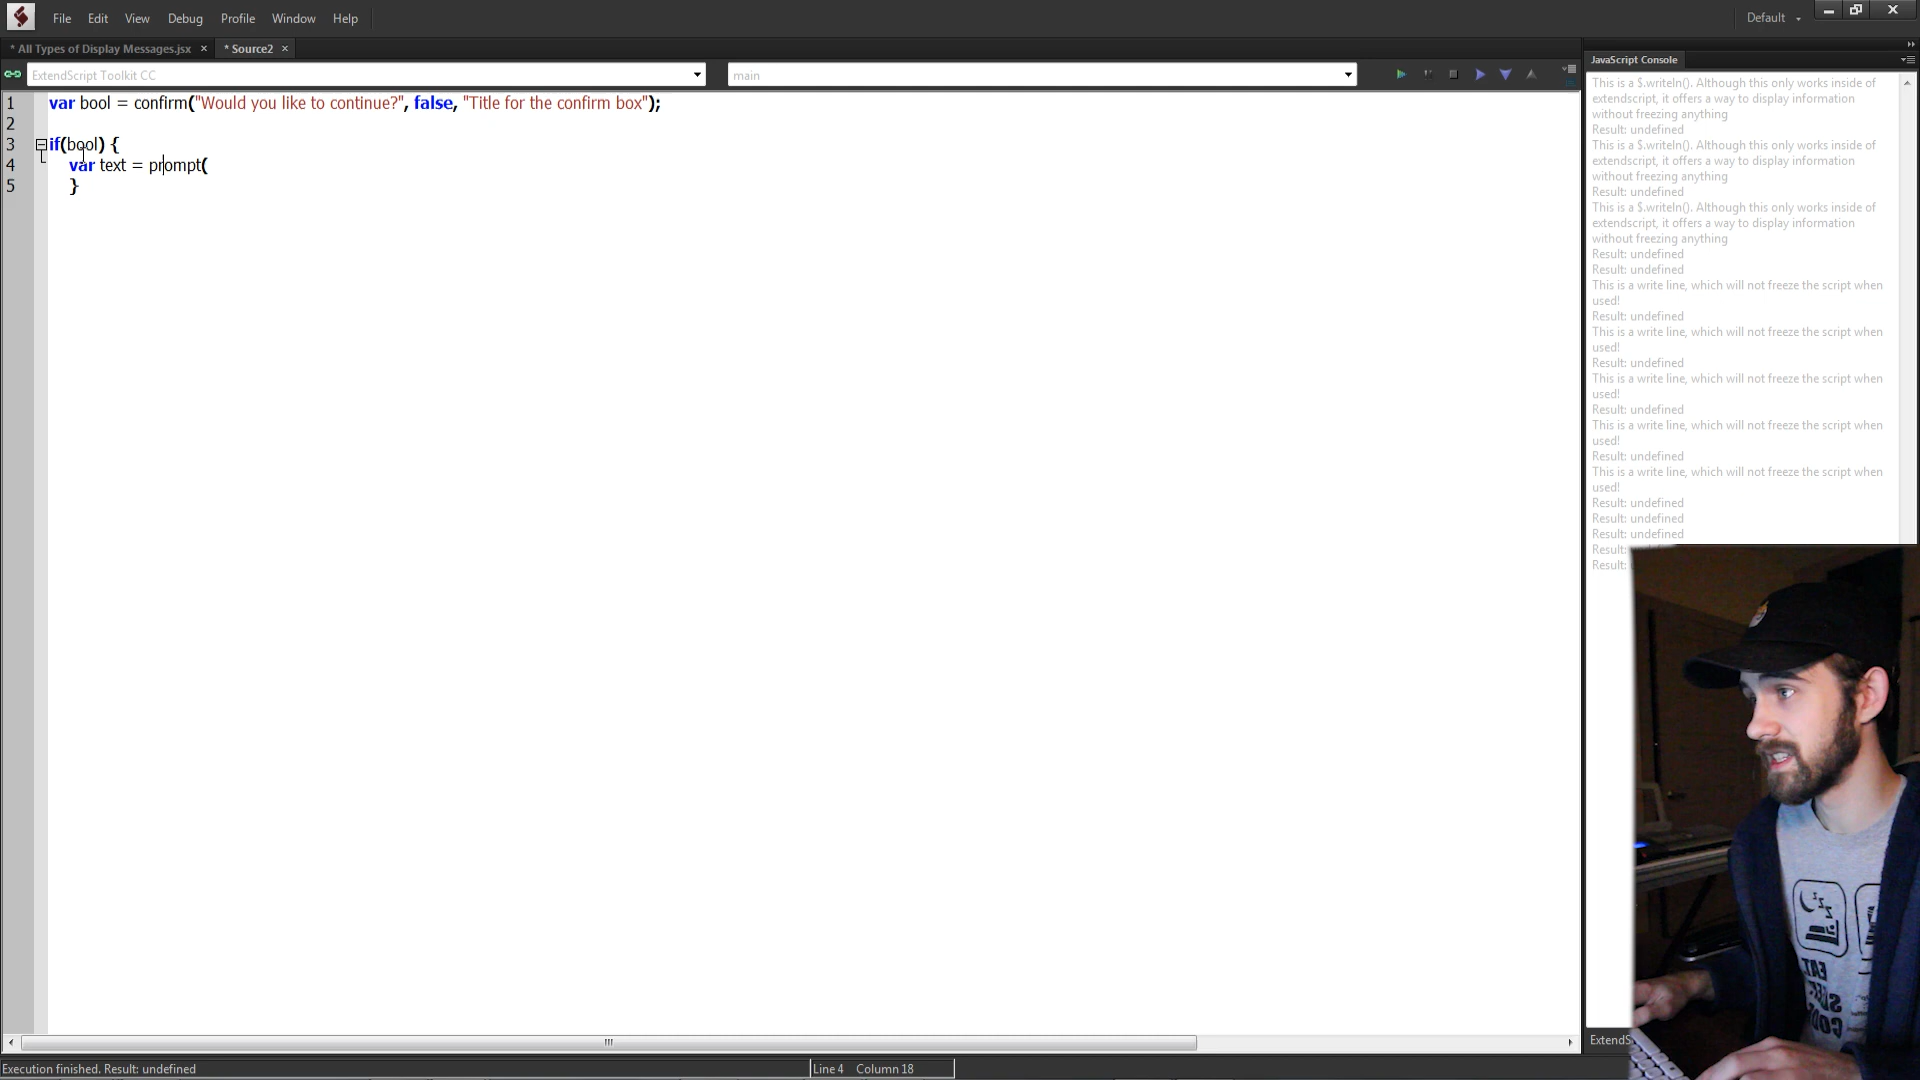 File Edit View Debug Profile Window Help
Default
* All Types of Display Messages.jsx × * Source2 ×
JavaScript Console
ExtendScript Toolkit CC
main
1 var bool = confirm("Would you like to continue?", false, "Title for the confirm box");
2
3 if(bool) {
4 var text = prompt(
5 }
This is a $.writeln(). Although this only works inside of
extendscript, it offers a way to display information
without freezing anything
Result: undefined
This is a $.writeln(). Although this only works inside of
extendscript, it offers a way to display information
without freezing anything
Result: undefined
This is a $.writeln(). Although this only works inside of
extendscript, it offers a way to display information
without freezing anything
Result: undefined
Result: undefined
This is a write line, which will not freeze the script when
used!
Result: undefined
This is a write line, which will not freeze the script when
used!
Result: undefined
This is a write line, which will not freeze the script when
used!
Result: undefined
This is a write line, which will not freeze the script when
used!
Result: undefined
This is a write line, which will not freeze the script when
used!
Result: undefined
Result: undefined
Result: undefined
Result:
Result:
EAT
Execution finished. Result: undefined
Line 4 Column 18